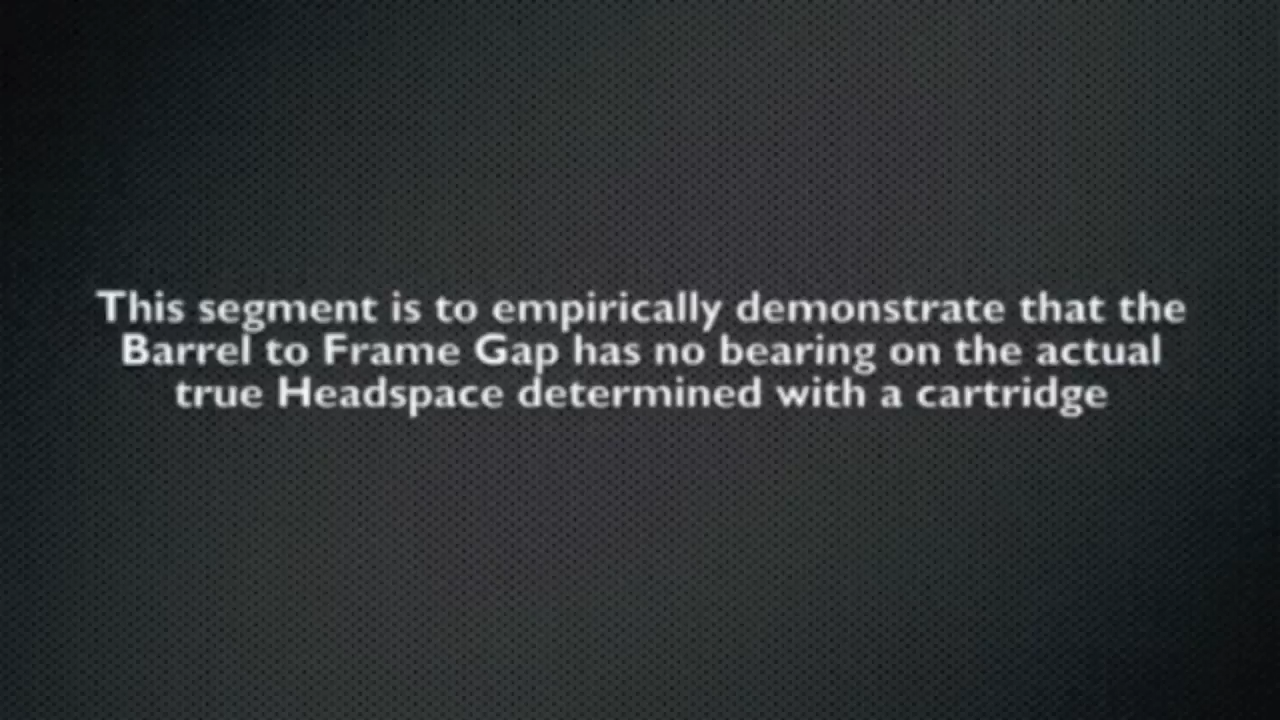 This segment is to empirically demonstrate that the
Barrel to Frame Gap has no bearing on the actual
true Headspace determined with a cartridge